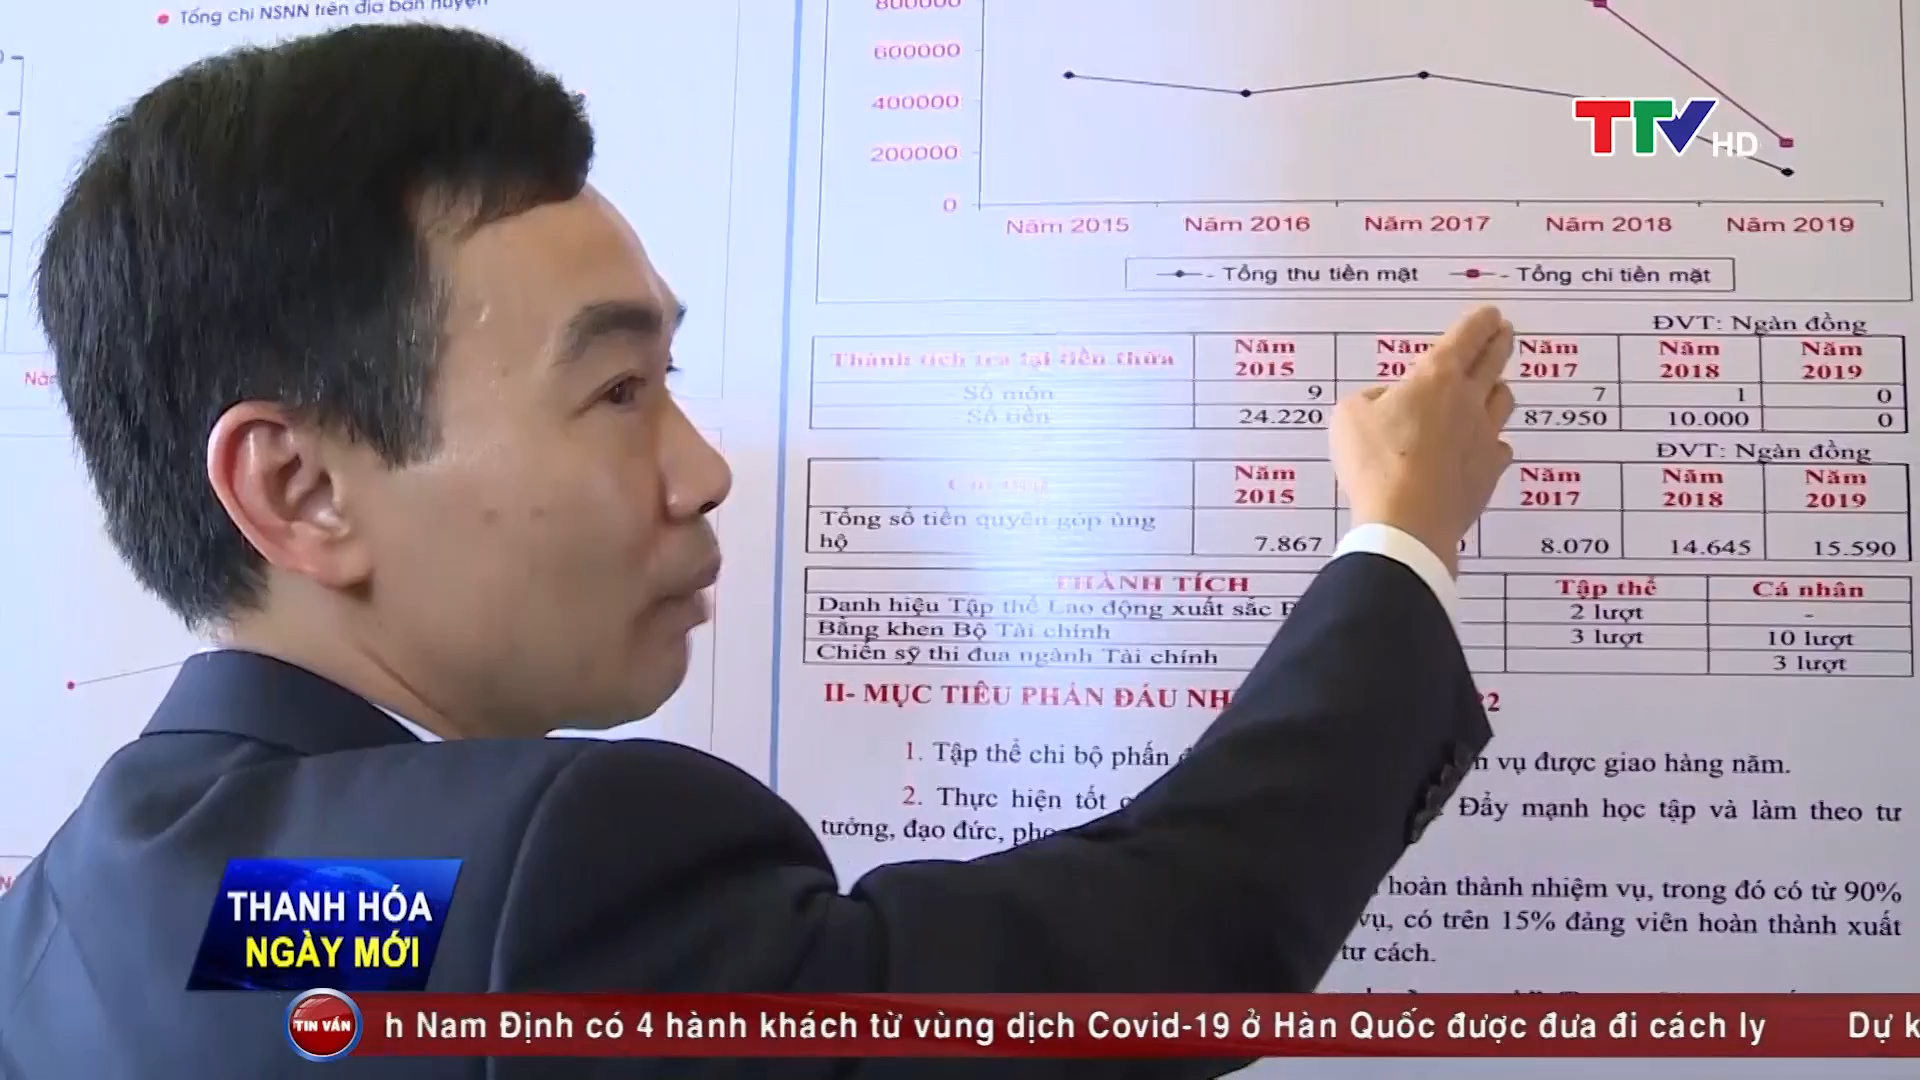 Tổng chi NSNN trên địa bàn huyện
800000
600000
400000
200000
0
Năm 2015 Năm 2016 Năm 2017 Năm 2018 Năm 2019
- Tổng thu tiền mặt - Tổng chi tiền mặt
TTV HD
ĐVT: Ngàn đồng
Thành tích trả lại tiền thừa Năm 2015 Năm Năm 2017 Năm 2018 Năm 2019
Số món 9 7 1 0
Số tiền 24.220 87.950 10.000 0
ĐVT: Ngàn đồng
Năm 2015 Năm 2017 Năm 2018 Năm 2019
Tổng số tiền quyên góp ủng
hộ 7.867 8.070 14.645 15.590
THÀNH TÍCH Tập thể Cá nhân
Danh hiệu Tập thể Lao động xuất sắc 2 lượt -
Bằng khen Bộ Tài chính 3 lượt 10 lượt
Chiến sỹ thi đua ngành Tài chính 3 lượt
II- MỤC TIÊU PHẤN ĐẤU NH
1. Tập thể chi bộ phấn vụ được giao hàng năm.
2. Thực hiện tốt Đẩy mạnh học tập và làm theo tư
tưởng, đạo đức,
hoàn thành nhiệm vụ, trong đó có từ 90%
vụ, có trên 15% đảng viên hoàn thành xuất
tư cách.
THANH HÓA
NGÀY MỚI
TIN VẮN h Nam Định có 4 hành khách từ vùng dịch Covid-19 ở Hàn Quốc được đưa đi cách ly Dự k